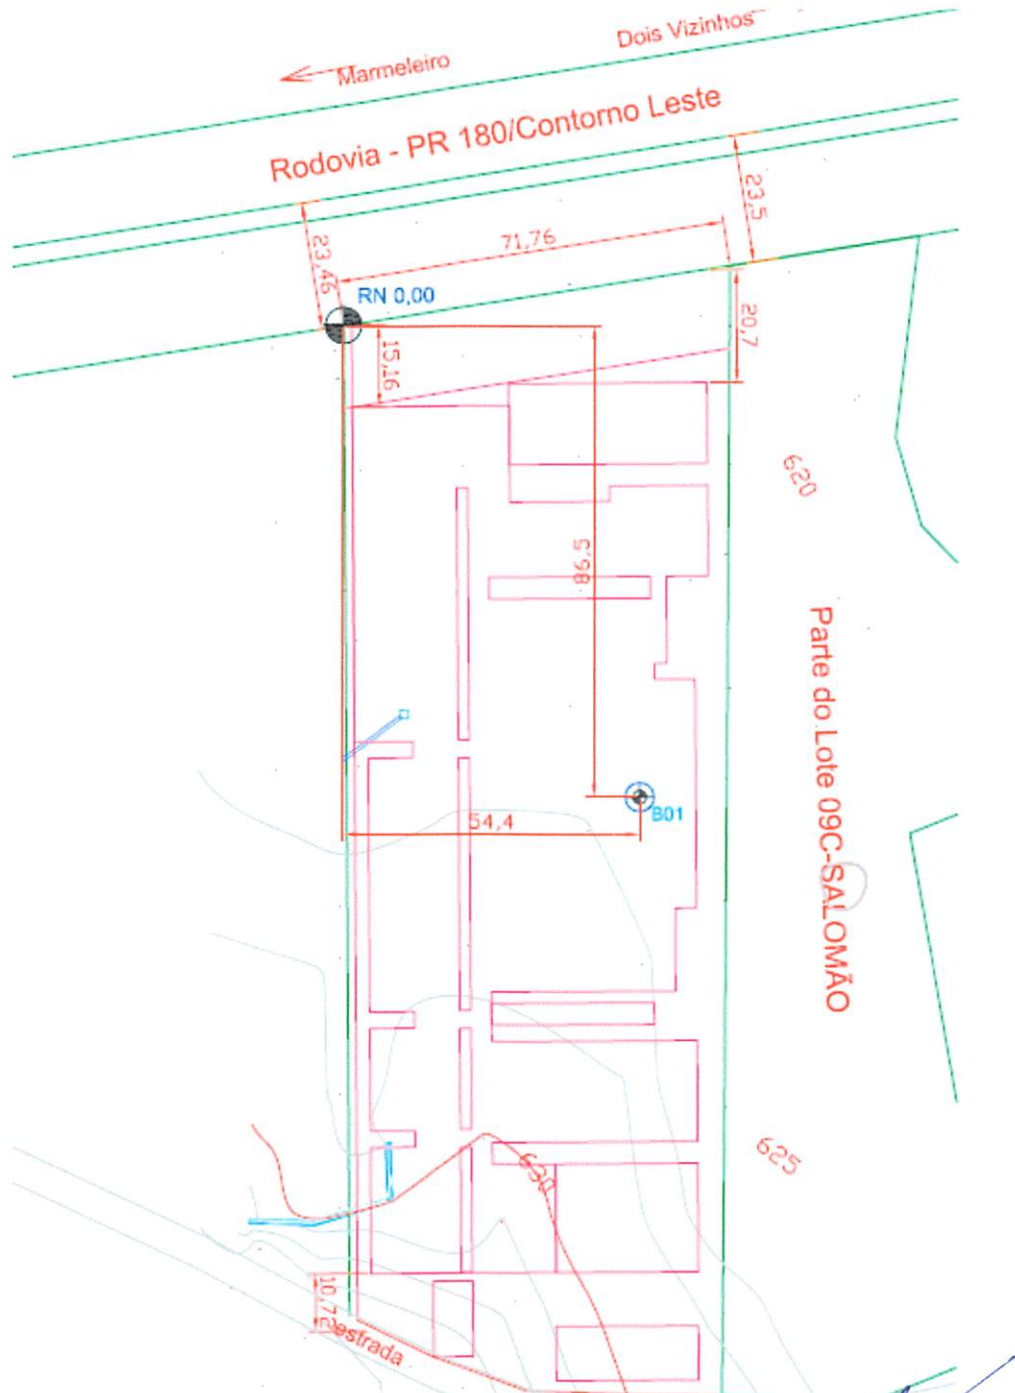 Dois Vizinhos
Marmeleiro
Rodovia - PR 180/Contorno Leste
23,5
71,76
23,46
RN 0,00
20,7
15,16
620
86,5
Parte do Lote 09C-SALOMÃO
B01
54,4
625
630
10,72
estrada